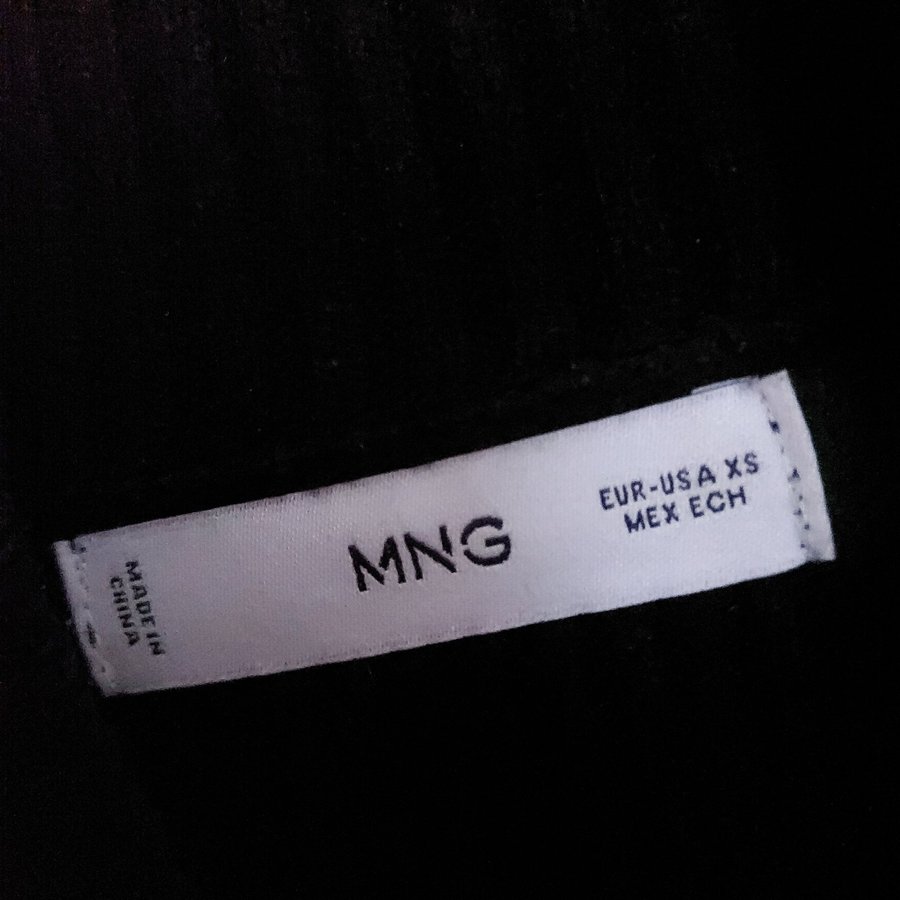 MADE IN
CHINA
MNG
EUR-USA XS
MEX ECH